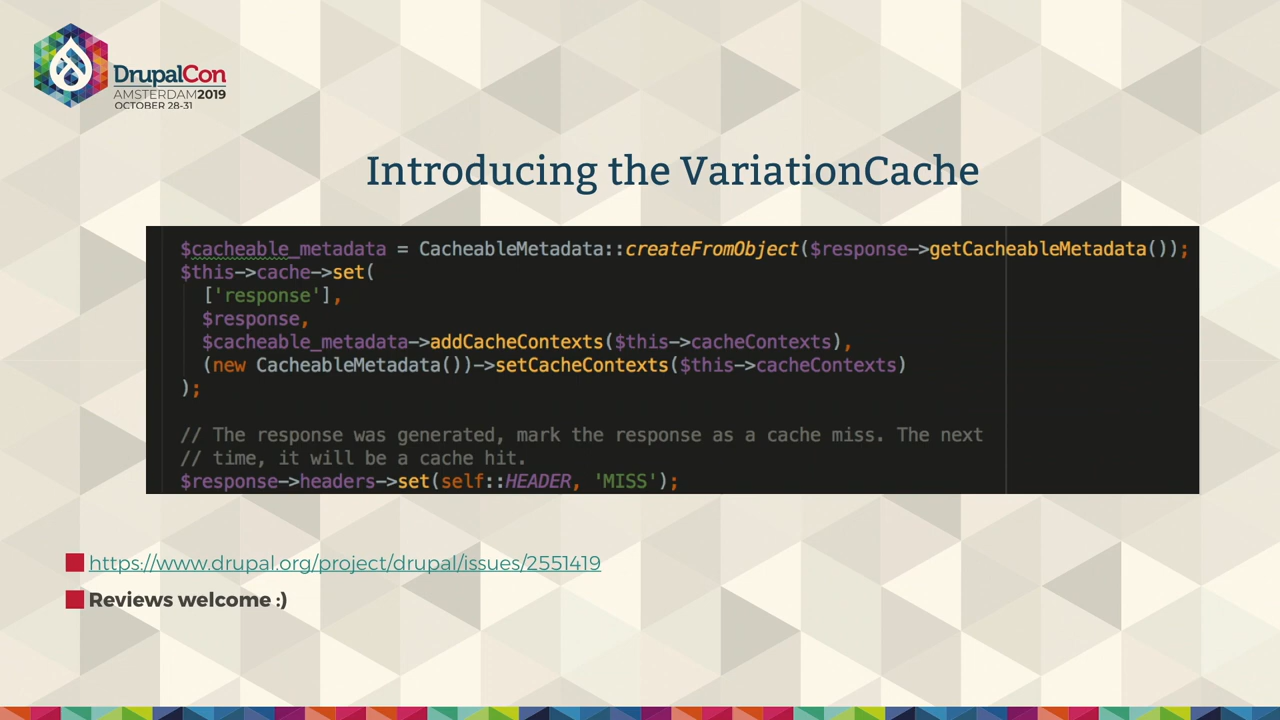 DrupalCon
AMSTERDAM2019
OCTOBER 28-31
Introducing the VariationCache
$cacheable_metadata = CacheableMetadata::createFromObject($response->getCacheableMetadata());
$this->cache->set(
  ['response'],
  $response,
  $cacheable_metadata->addCacheContexts($this->cacheContexts),
  (new CacheableMetadata())->setCacheContexts($this->cacheContexts)
);
// The response was generated, mark the response as a cache miss. The next
// time, it will be a cache hit.
$response->headers->set(self::HEADER, 'MISS');
https://www.drupal.org/project/drupal/issues/2551419
Reviews welcome :)